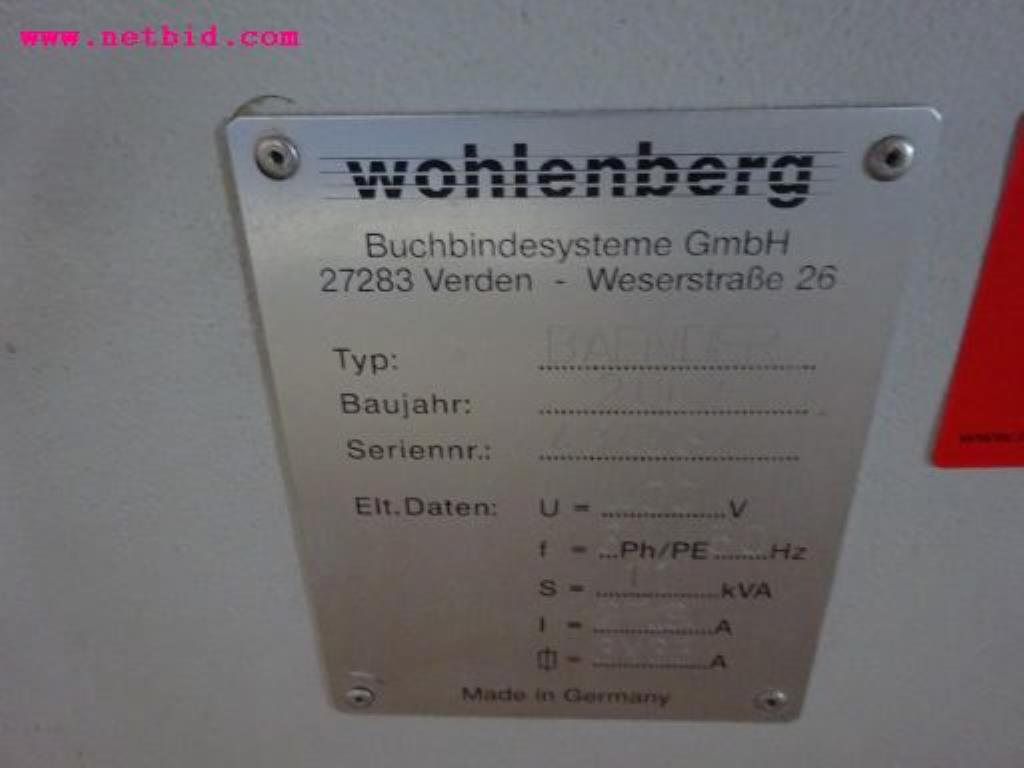 www.netbid.com
wohlenberg
Buchbindesysteme GmbH
27283 Verden - Weserstraße 26
Typ:
Baujahr:
Seriennr.:
Elt.Daten: U = ....................V
f = ...Ph/PE.........Hz
S = .....................kVA
I = .....................A
= ....................A
Made in Germany